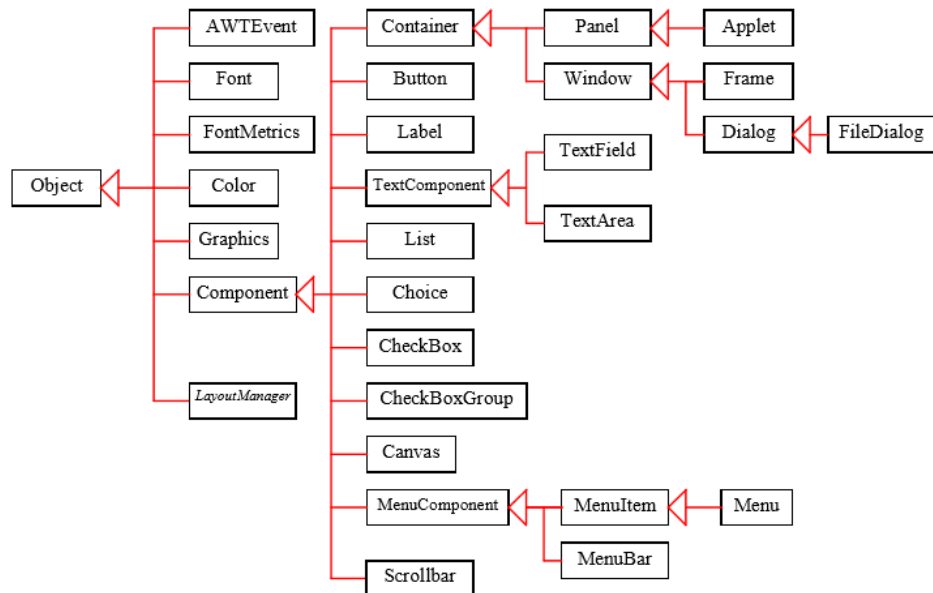 AWTEvent
Container
Panel
Applet
Font
Button
Window
Frame
FontMetrics
Label
Dialog
FileDialog
TextField
Object
Color
TextComponent
TextArea
Graphics
List
Component
Choice
CheckBox
LayoutManager
CheckBoxGroup
Canvas
MenuComponent
MenuItem
Menu
MenuBar
Scrollbar